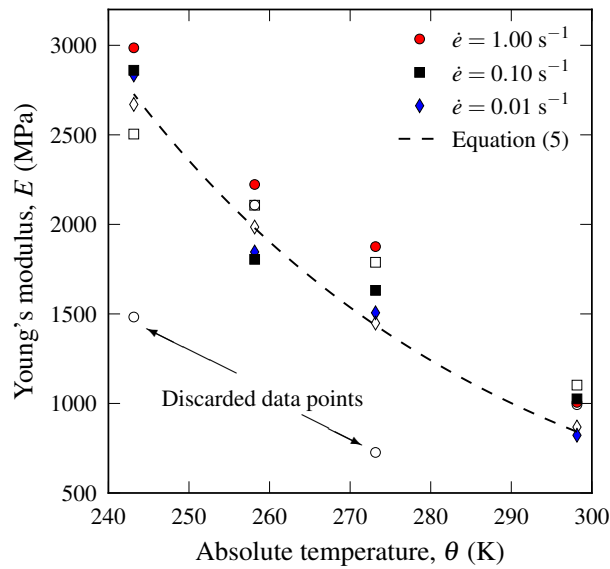 3000
2500
2000
1500
1000
500
240
250
260
270
280
290
300
Young's modulus, E (MPa)
Absolute temperature, θ (K)
ė = 1.00 s⁻¹
ė = 0.10 s⁻¹
ė = 0.01 s⁻¹
Equation (5)
Discarded data points